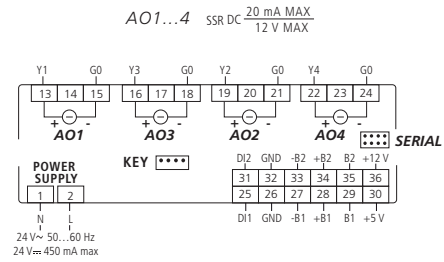 AO1...4 SSR DC 20 mA MAX
12 V MAX
Y1 G0 Y3 G0 Y2 G0 Y4 G0
13 14 15 16 17 18 19 20 21 22 23 24
+ - + - + - + -
AO1 AO3 AO2 AO4
SERIAL
KEY
POWER
SUPPLY
DI2 GND -B2 +B2 B2 +12 V
31 32 33 34 35 36
1 2 25 26 27 28 29 30
N L DI1 GND -B1 +B1 B1 +5 V
24 V~ 50...60 Hz
24 V⎓ 450 mA max